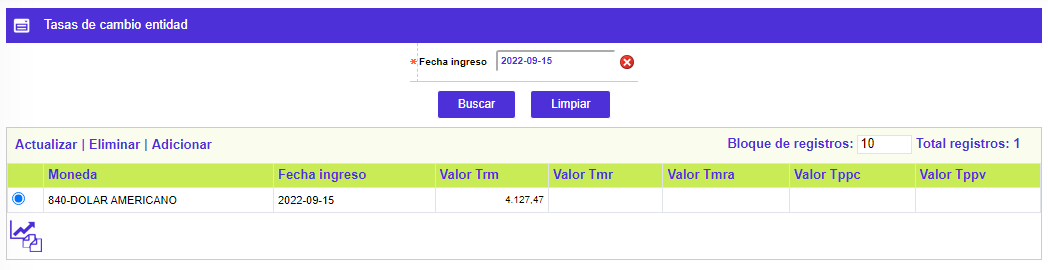 Tasas de cambio entidad
* Fecha ingreso 2022-09-15
Buscar Limpiar
Actualizar | Eliminar | Adicionar Bloque de registros: 10 Total registros: 1
Moneda Fecha ingreso Valor Trm Valor Tmr Valor Tmra Valor Tppc Valor Tppv
840-DOLAR AMERICANO 2022-09-15 4.127,47